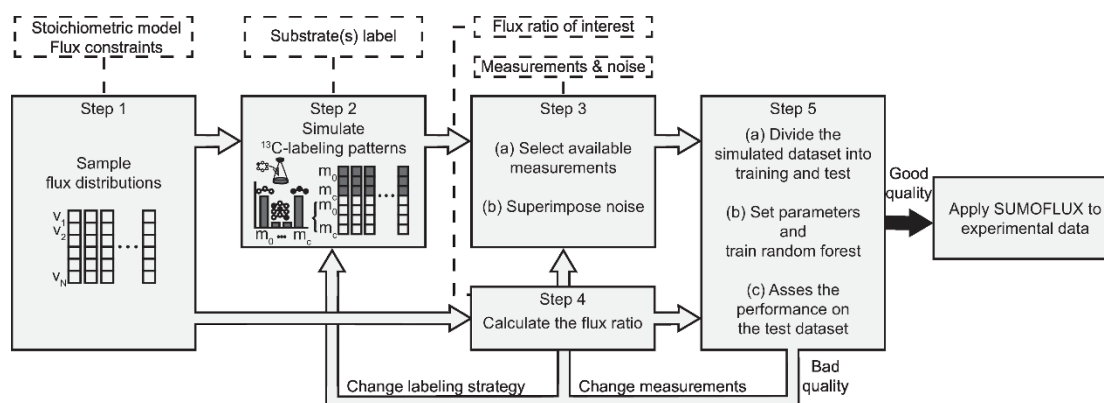 Stoichiometric model
Flux constraints
Substrate(s) label
Flux ratio of interest
Measurements & noise
Step 1
Sample
flux distributions
v1
v2
vN
Step 2
Simulate
13C-labeling patterns
m0
mc
m0
mc
m0 ••• mc
Step 3
(a) Select available
measurements
(b) Superimpose noise
Step 4
Calculate the flux ratio
Step 5
(a) Divide the
simulated dataset into
training and test
(b) Set parameters
and
train random forest
(c) Asses the
performance on
the test dataset
Good
quality
Apply SUMOFLUX to
experimental data
Bad
quality
Change labeling strategy
Change measurements